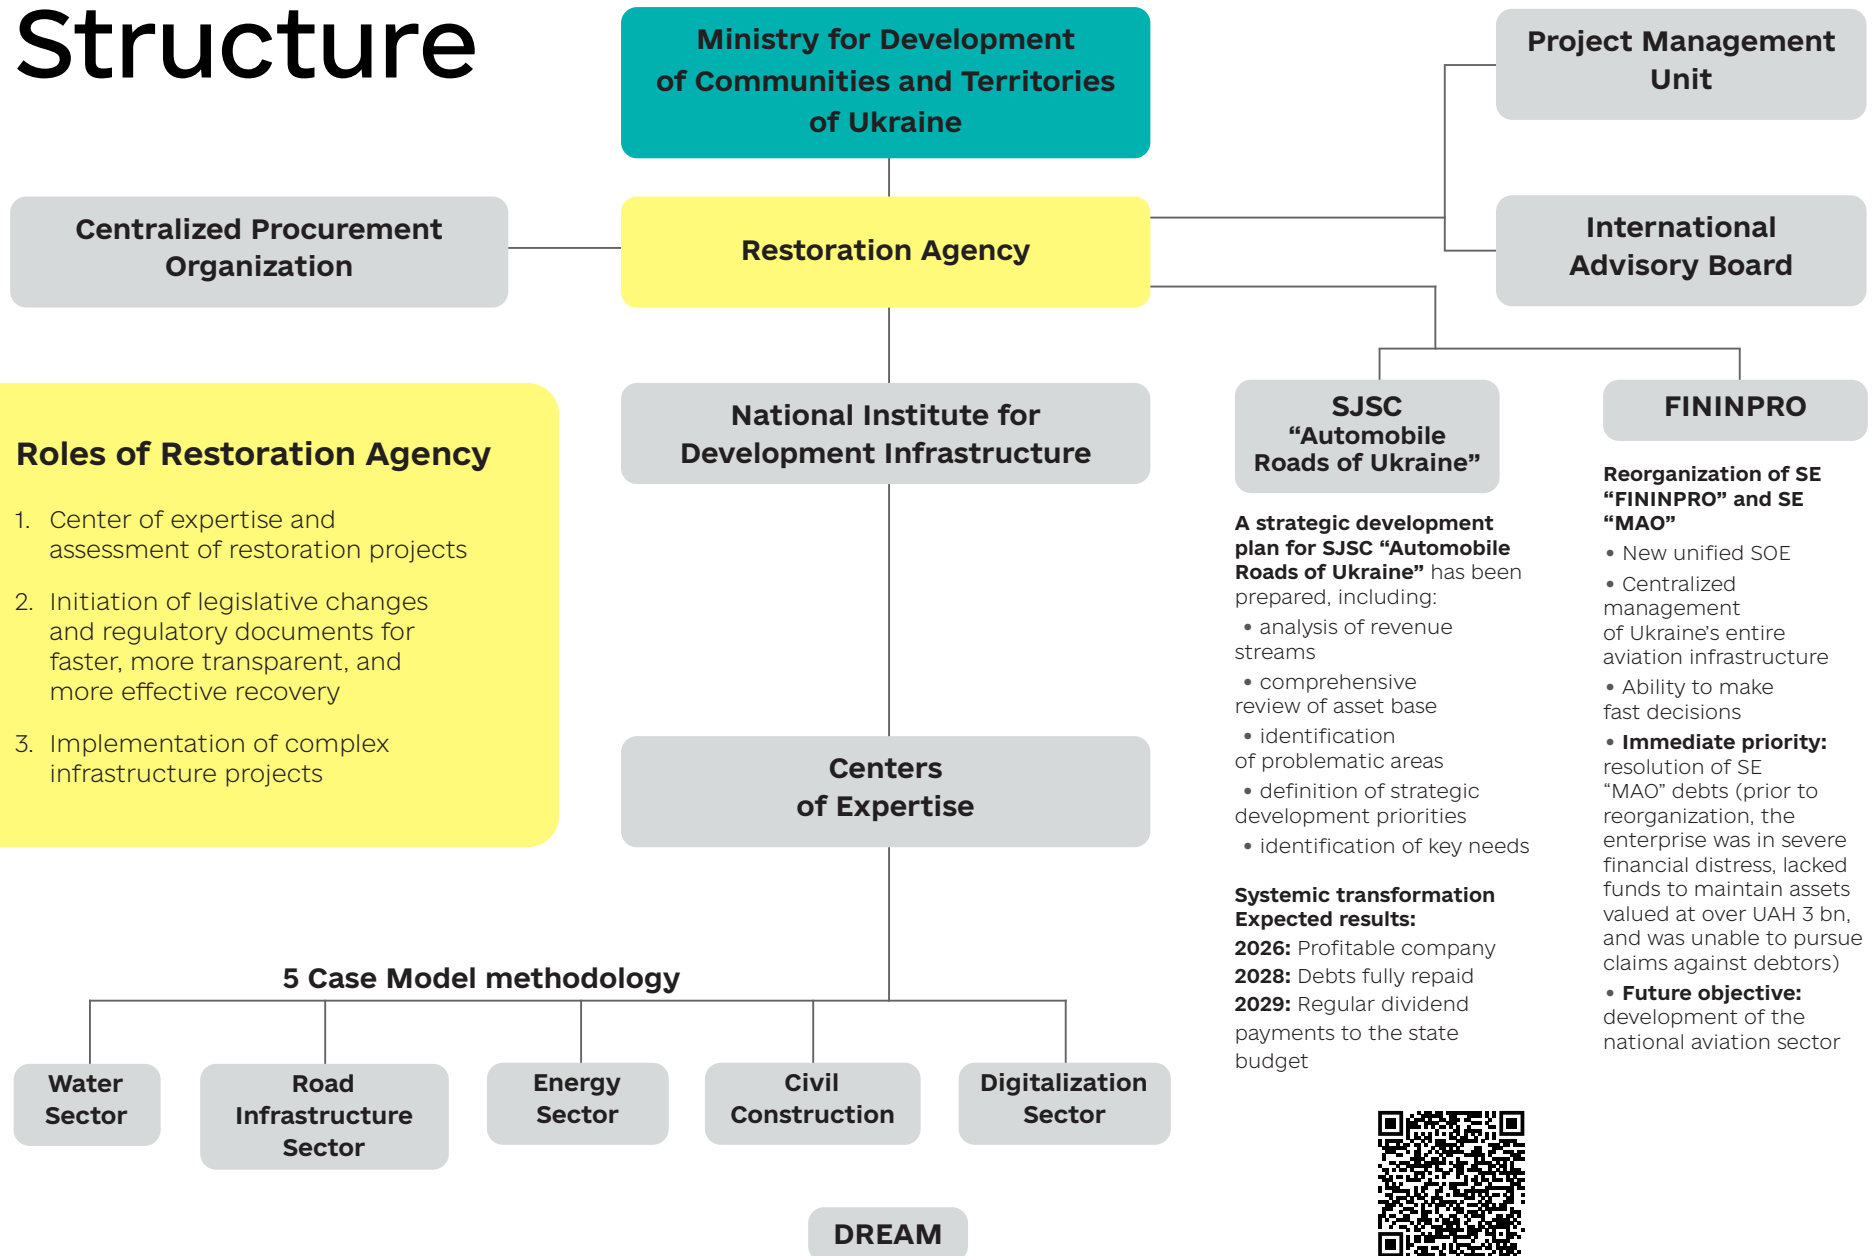 Structure
Ministry for Development
of Communities and Territories
of Ukraine
Project Management
Unit
Centralized Procurement
Organization
Restoration Agency
International
Advisory Board
Roles of Restoration Agency
1. Center of expertise and
assessment of restoration projects
2. Initiation of legislative changes
and regulatory documents for
faster, more transparent, and
more effective recovery
3. Implementation of complex
infrastructure projects
National Institute for
Development Infrastructure
Centers
of Expertise
5 Case Model methodology
Water
Sector
Road
Infrastructure
Sector
Energy
Sector
Civil
Construction
Digitalization
Sector
DREAM
SJSC
“Automobile
Roads of Ukraine”
A strategic development
plan for SJSC “Automobile
Roads of Ukraine” has been
prepared, including:
• analysis of revenue
streams
• comprehensive
review of asset base
• identification
of problematic areas
• definition of strategic
development priorities
• identification of key needs
Systemic transformation
Expected results:
2026: Profitable company
2028: Debts fully repaid
2029: Regular dividend
payments to the state
budget
FININPRO
Reorganization of SE
“FININPRO” and SE
“MAO”
• New unified SOE
• Centralized
management
of Ukraine’s entire
aviation infrastructure
• Ability to make
fast decisions
• Immediate priority:
resolution of SE
“MAO” debts (prior to
reorganization, the
enterprise was in severe
financial distress, lacked
funds to maintain assets
valued at over UAH 3 bn,
and was unable to pursue
claims against debtors)
• Future objective:
development of the
national aviation sector